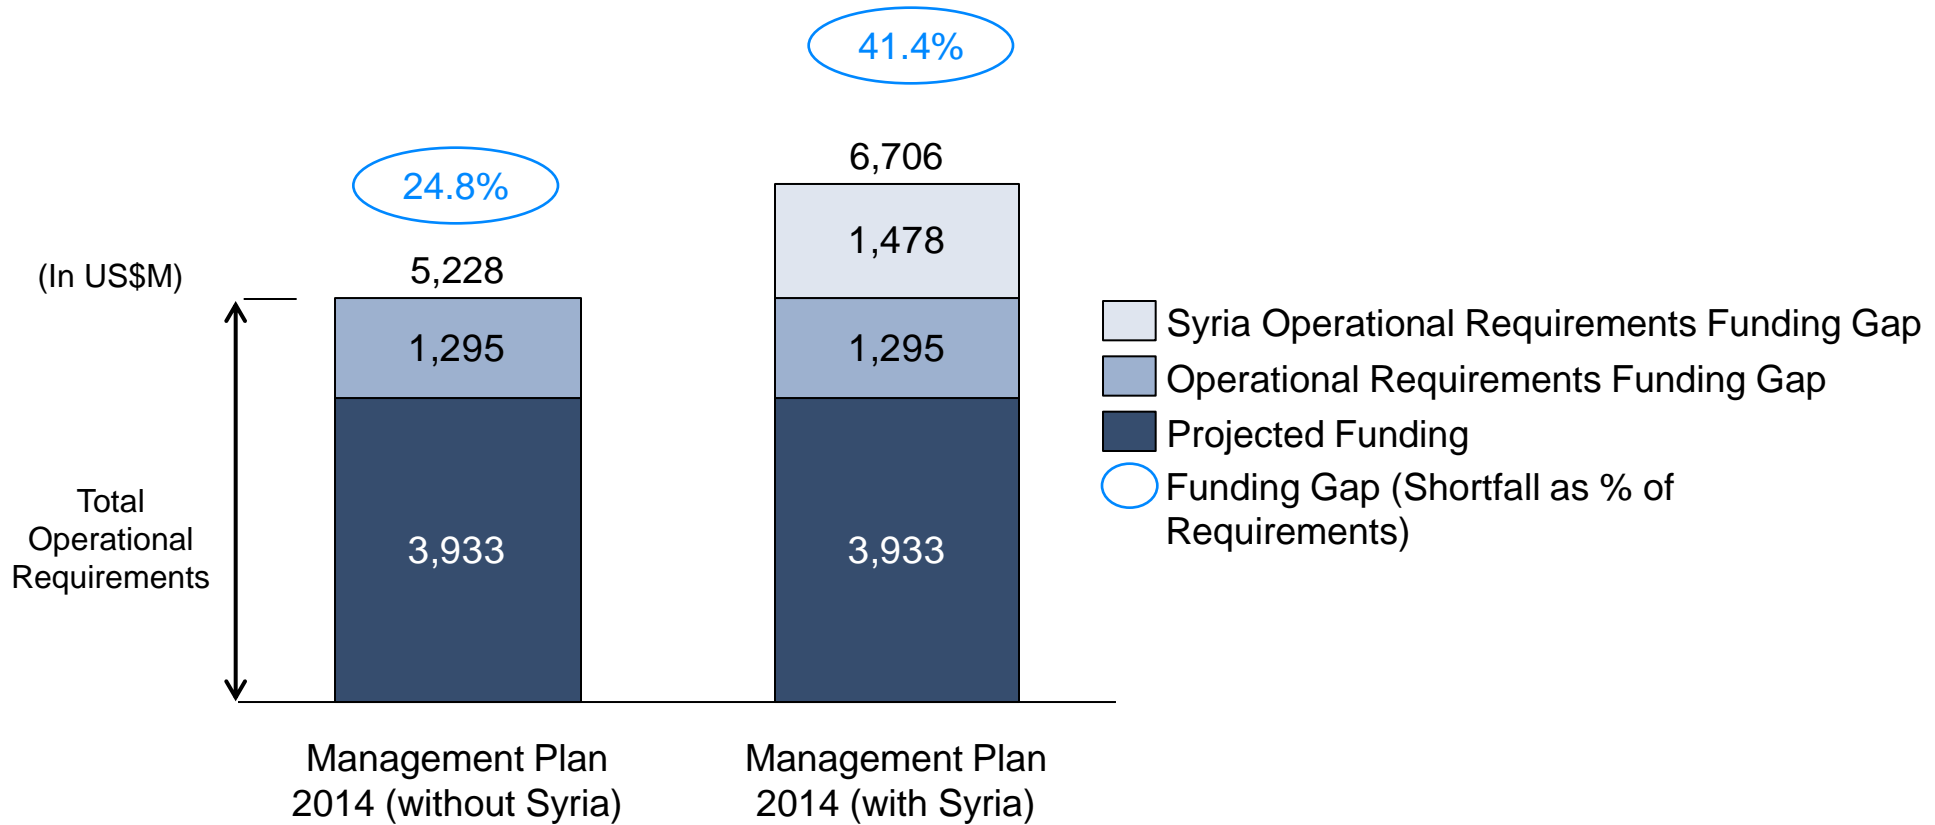 41.4%
24.8%
6,706
5,228
1,478
(In US$M)
1,295
1,295
3,933
3,933
Total
Operational
Requirements
Syria Operational Requirements Funding Gap
Operational Requirements Funding Gap
Projected Funding
Funding Gap (Shortfall as % of
Requirements)
Management Plan
2014 (without Syria)
Management Plan
2014 (with Syria)